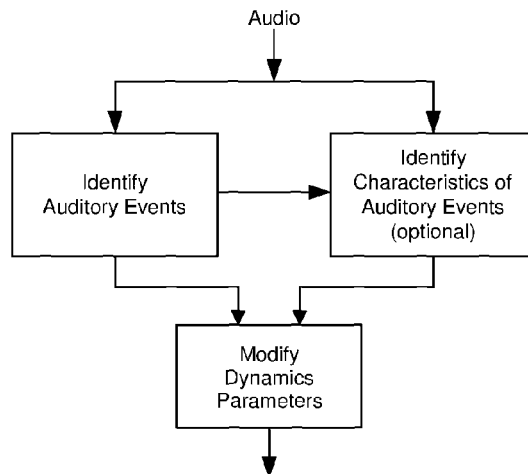 Audio
Identify
Auditory Events
Identify
Characteristics of
Auditory Events
(optional)
Modify
Dynamics
Parameters